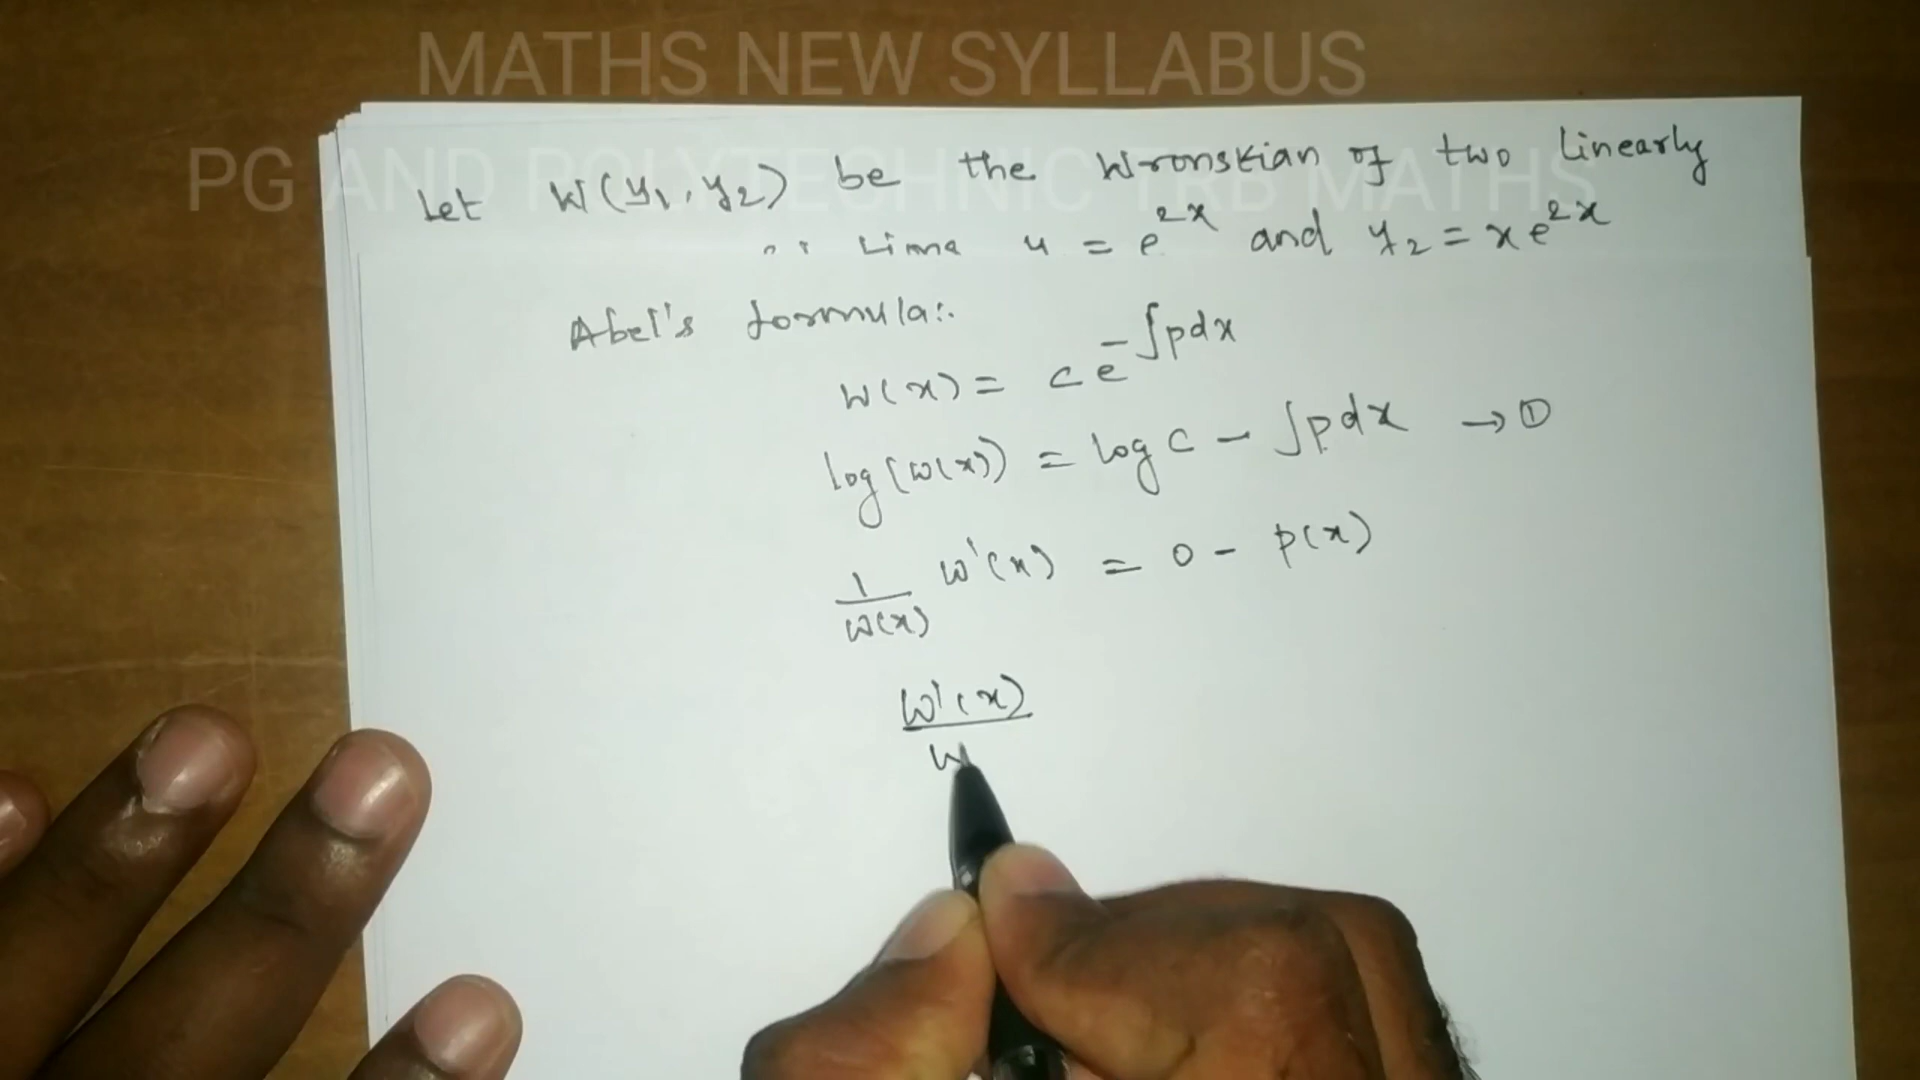 MATHS NEW SYLLABUS
PG AND POLYTECHNIC TRB MATHS
Let W(y₁, y₂) be the Wronskian of two linearly
y = e^{2x} and y₂ = xe^{2x}
Abel's formula:.
W(x) = ce^{-∫pdx}
log(W(x)) = log c - ∫pdx → ①
1/W(x) W'(x) = 0 - p(x)
W'(x)/W